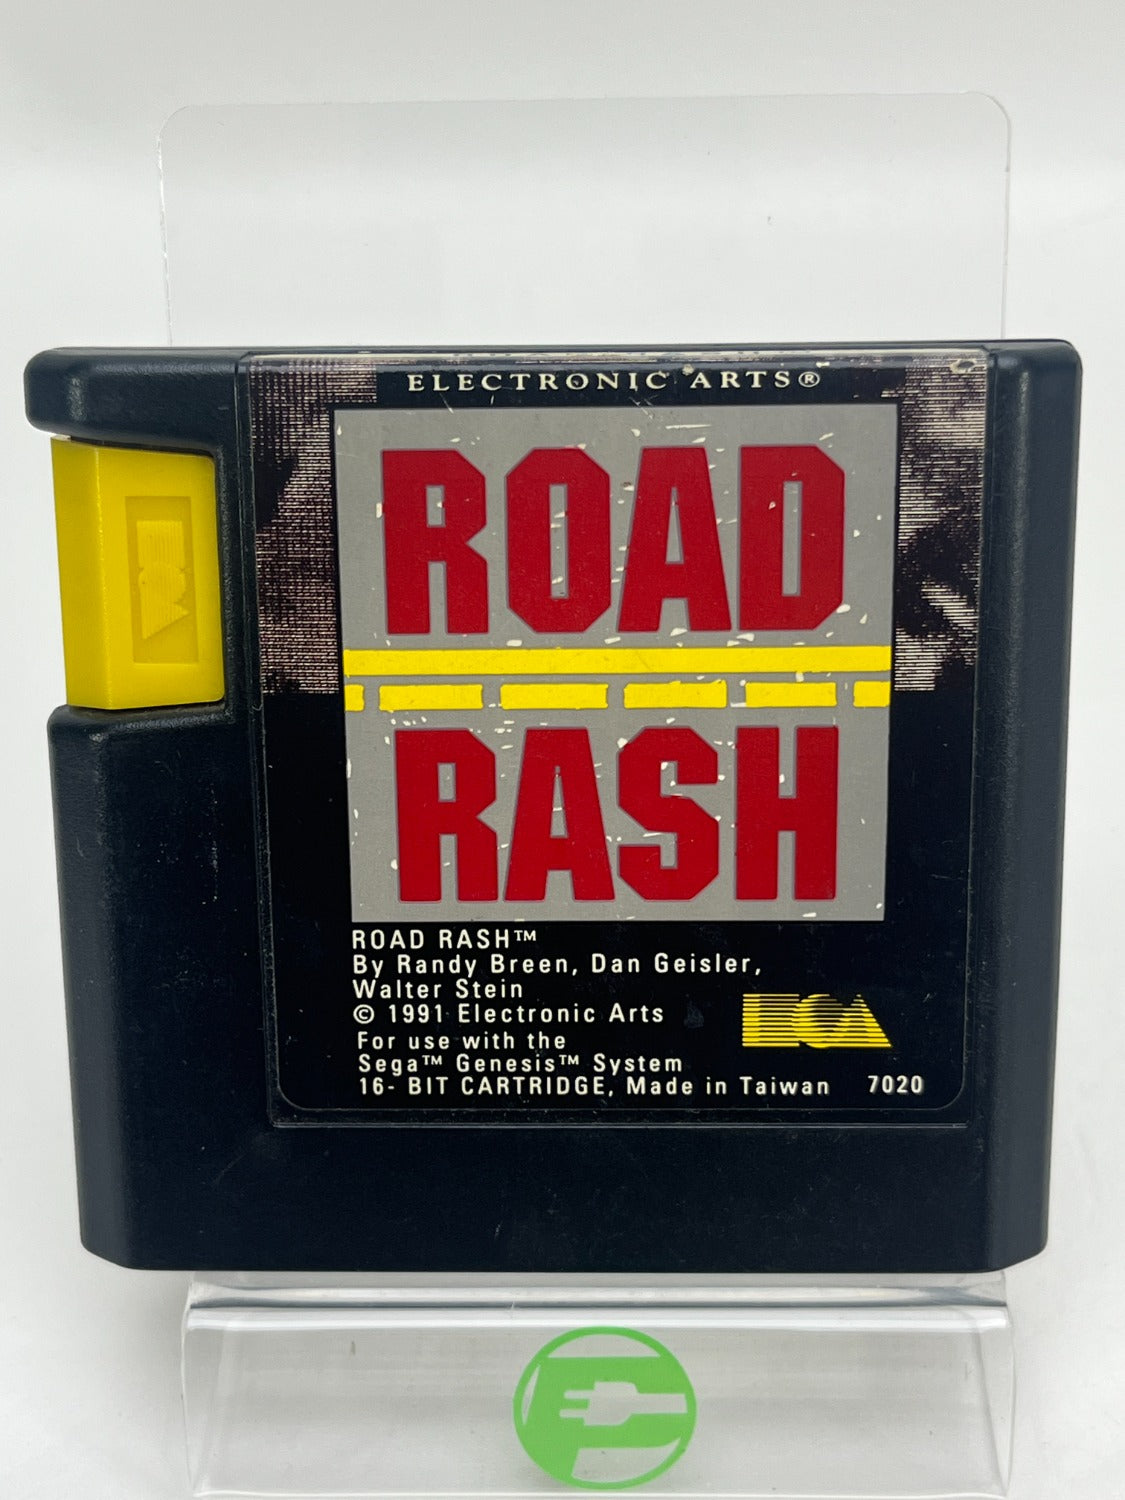 ELECTRONIC ARTS®
ROAD
RASH
ROAD RASH™
By Randy Breen, Dan Geisler,
Walter Stein
© 1991 Electronic Arts
For use with the
Sega™ Genesis™ System
16- BIT CARTRIDGE, Made in Taiwan 7020
EOA